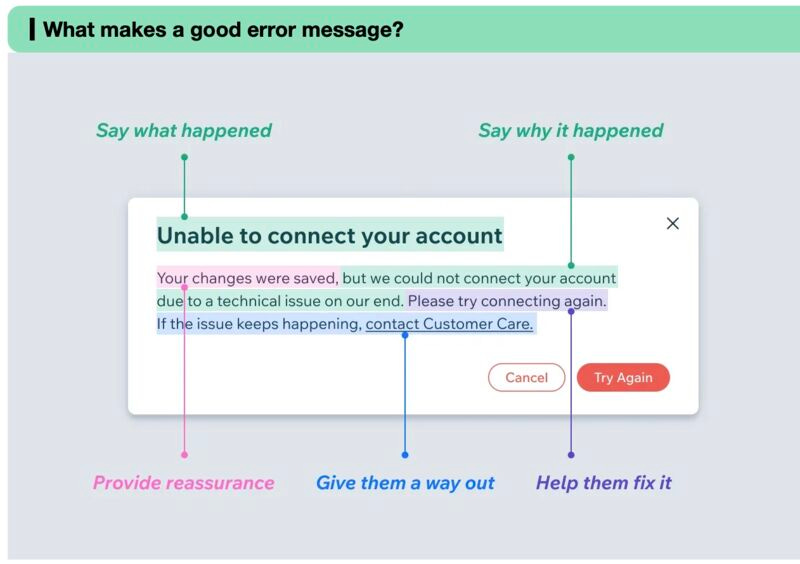 What makes a good error message?
Say what happened
Say why it happened
Unable to connect your account
Your changes were saved, but we could not connect your account
due to a technical issue on our end. Please try connecting again.
If the issue keeps happening, contact Customer Care.
Cancel
Try Again
Provide reassurance
Give them a way out
Help them fix it